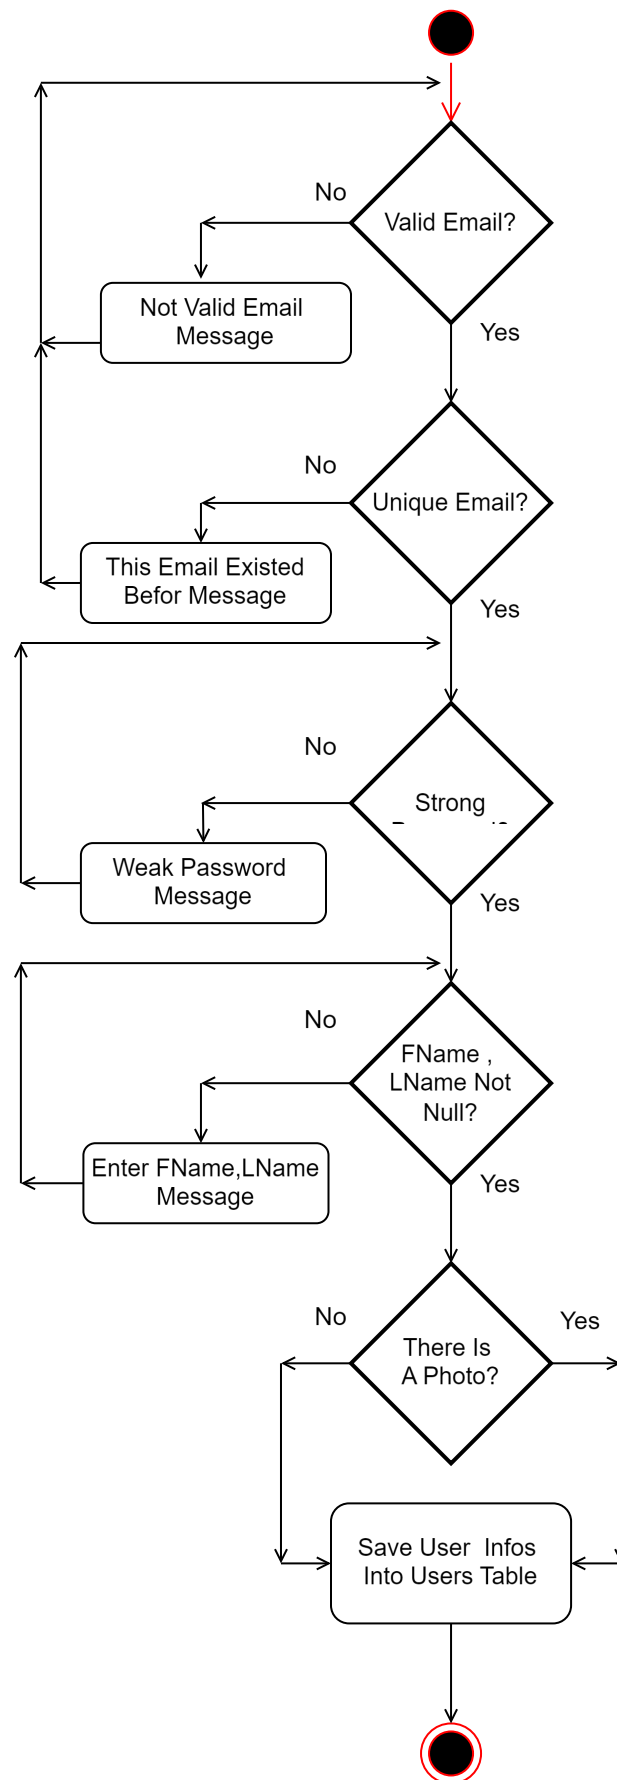 No
Valid Email?
Not Valid Email
Message
Yes
No
Unique Email?
This Email Existed
Befor Message
Yes
No
Strong
Weak Password
Message
Yes
No
FName ,
LName Not
Null?
Enter FName,LName
Message
Yes
No
Yes
There Is
A Photo?
Save User  Infos
Into Users Table